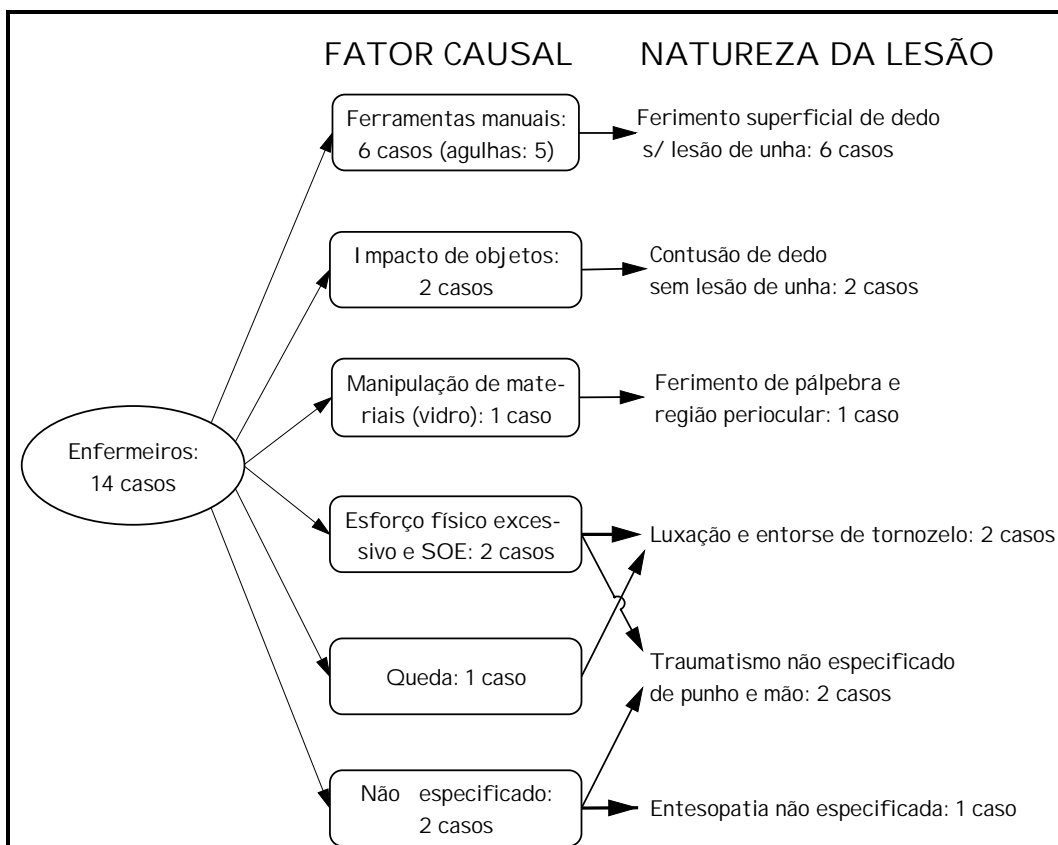 FATOR CAUSAL
NATUREZA DA LESÃO
Ferramentas manuais:
6 casos (agulhas: 5)
Ferimento superficial de dedo
s/ lesão de unha: 6 casos
Impacto de objetos:
2 casos
Contusão de dedo
sem lesão de unha: 2 casos
Manipulação de mate-
riais (vidro): 1 caso
Ferimento de pálpebra e
região periocular: 1 caso
Enfermeiros:
14 casos
Esforço físico exces-
sivo e SOE: 2 casos
Luxação e entorse de tornozelo: 2 casos
Queda: 1 caso
Traumatismo não especificado
de punho e mão: 2 casos
Não especificado:
2 casos
Entesopatia não especificada: 1 caso